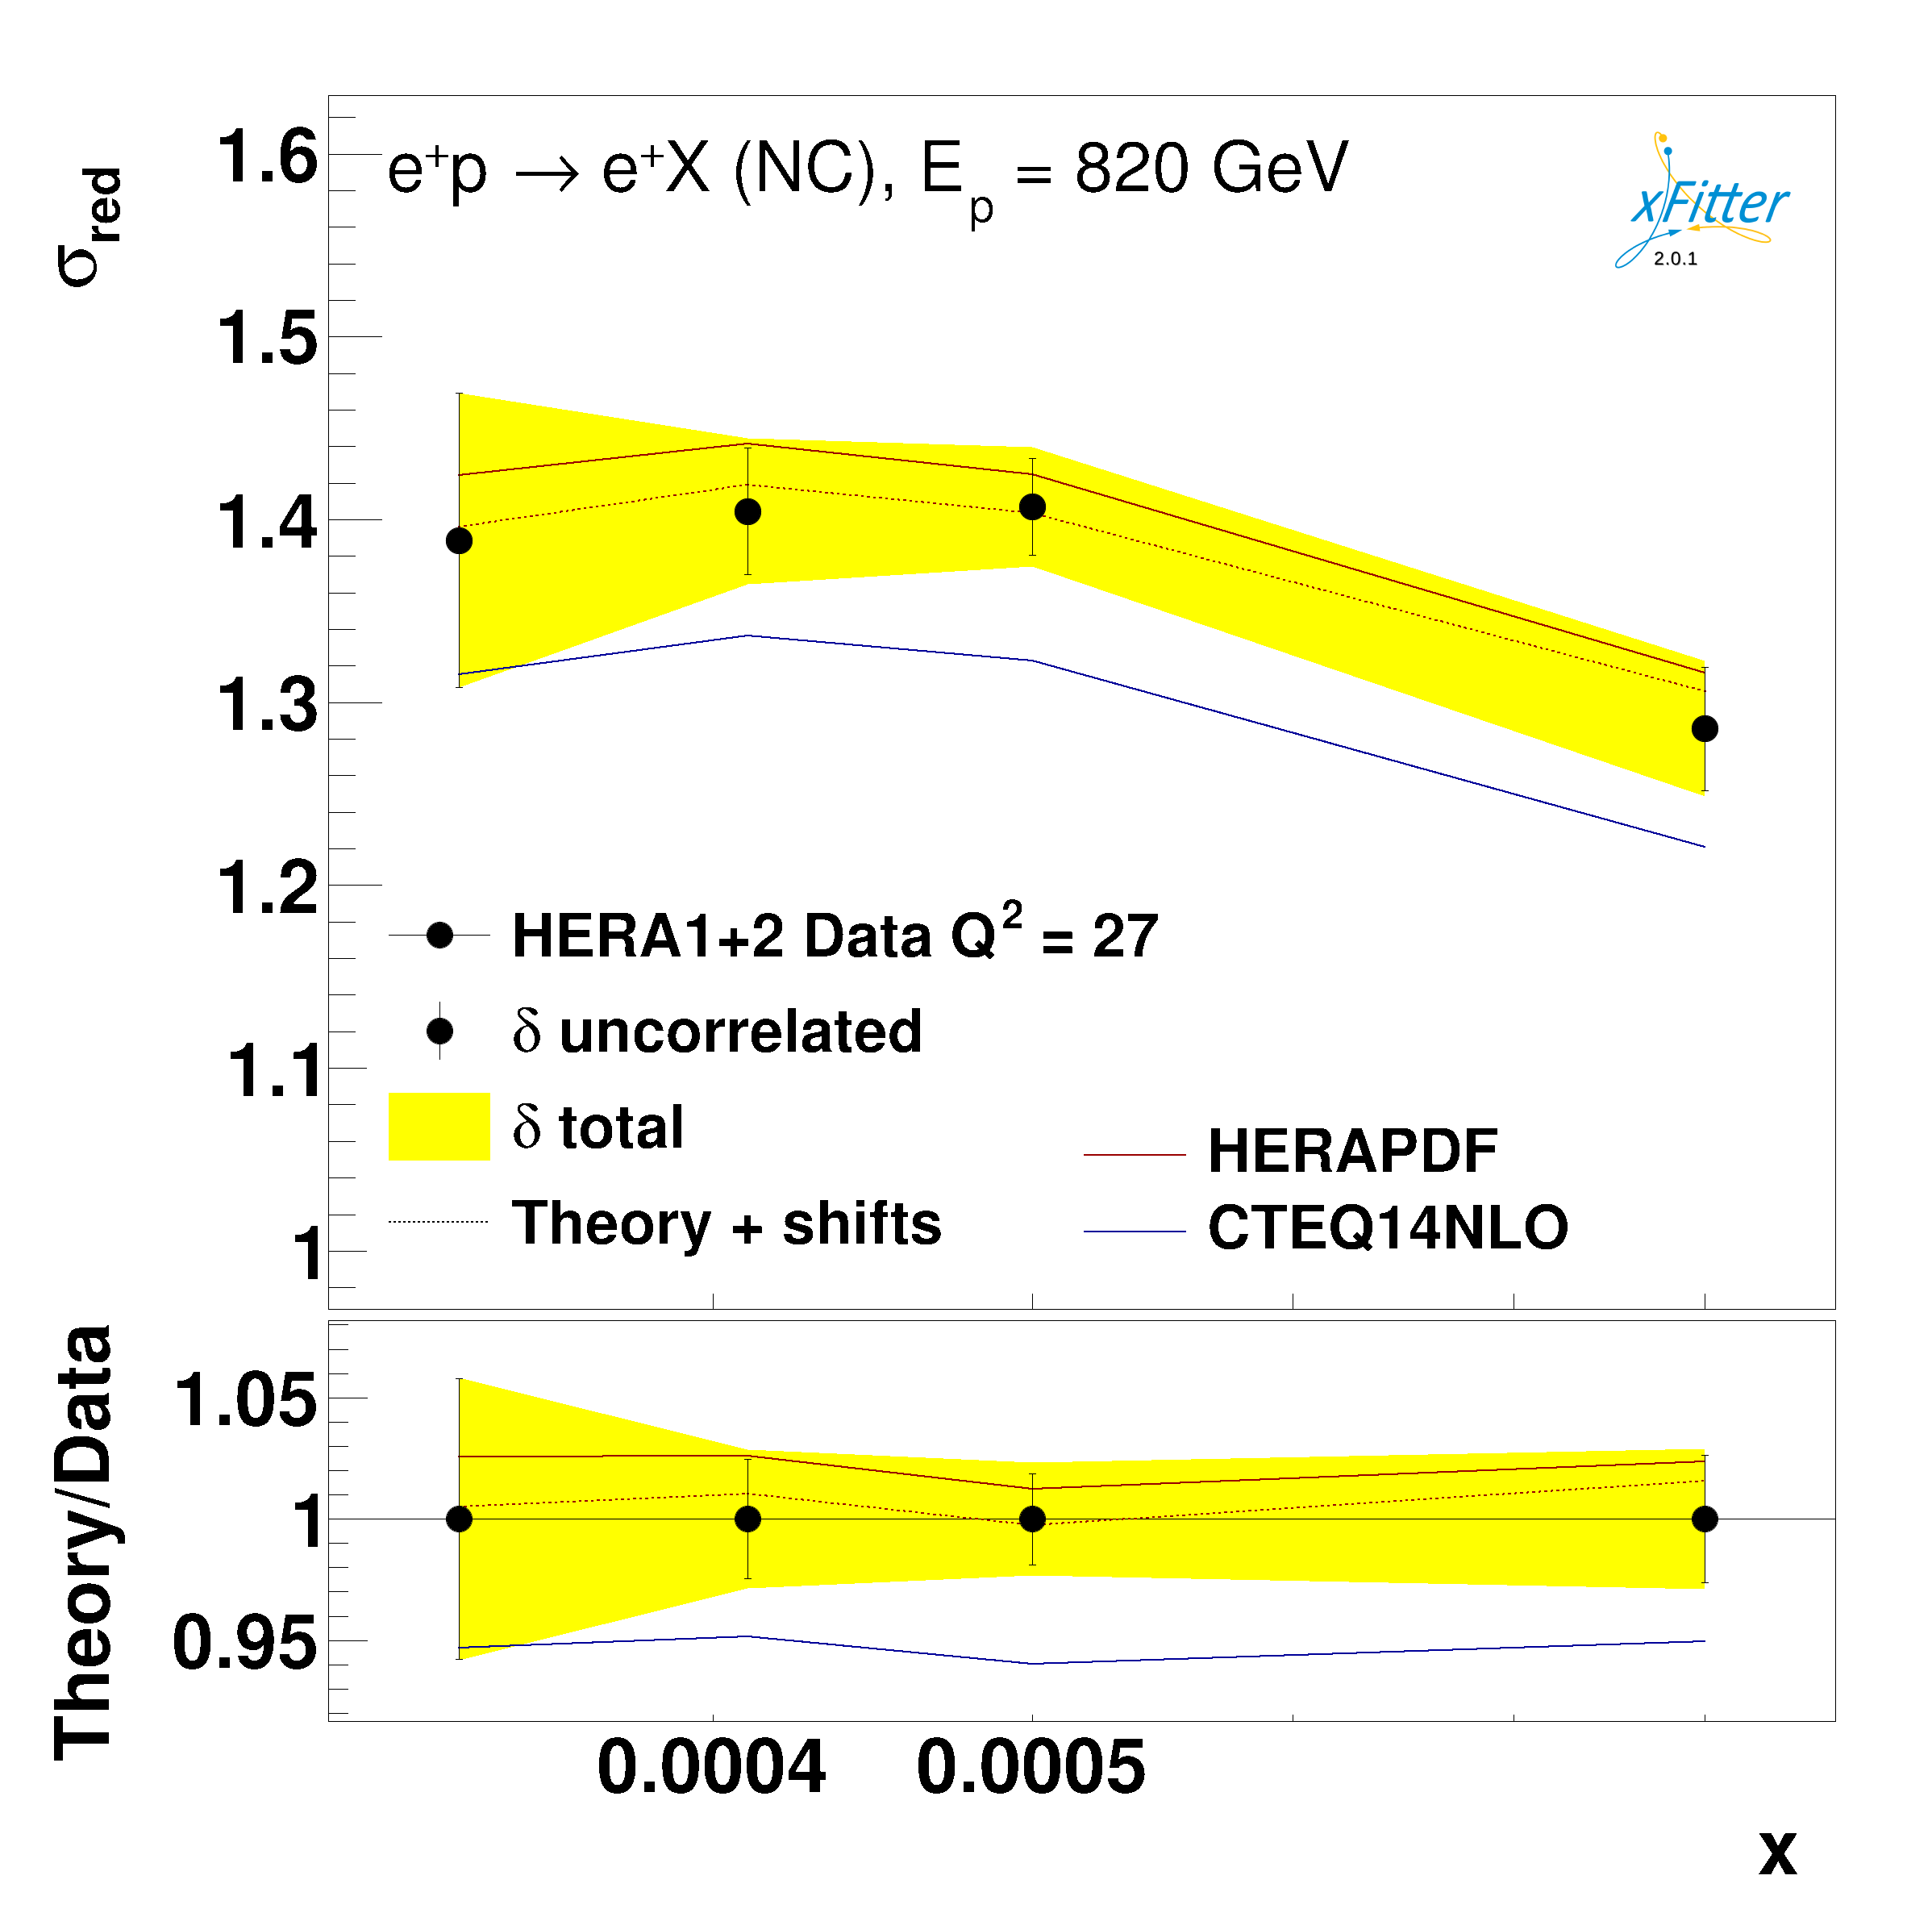 e⁺p → e⁺X (NC), Eₚ = 820 GeV
xFitter
2.0.1
σred
1.6
1.5
1.4
1.3
1.2
1.1
1
HERA1+2 Data Q² = 27
δ uncorrelated
δ total
Theory + shifts
HERAPDF
CTEQ14NLO
Theory/Data
1.05
1
0.95
0.0004 0.0005
x